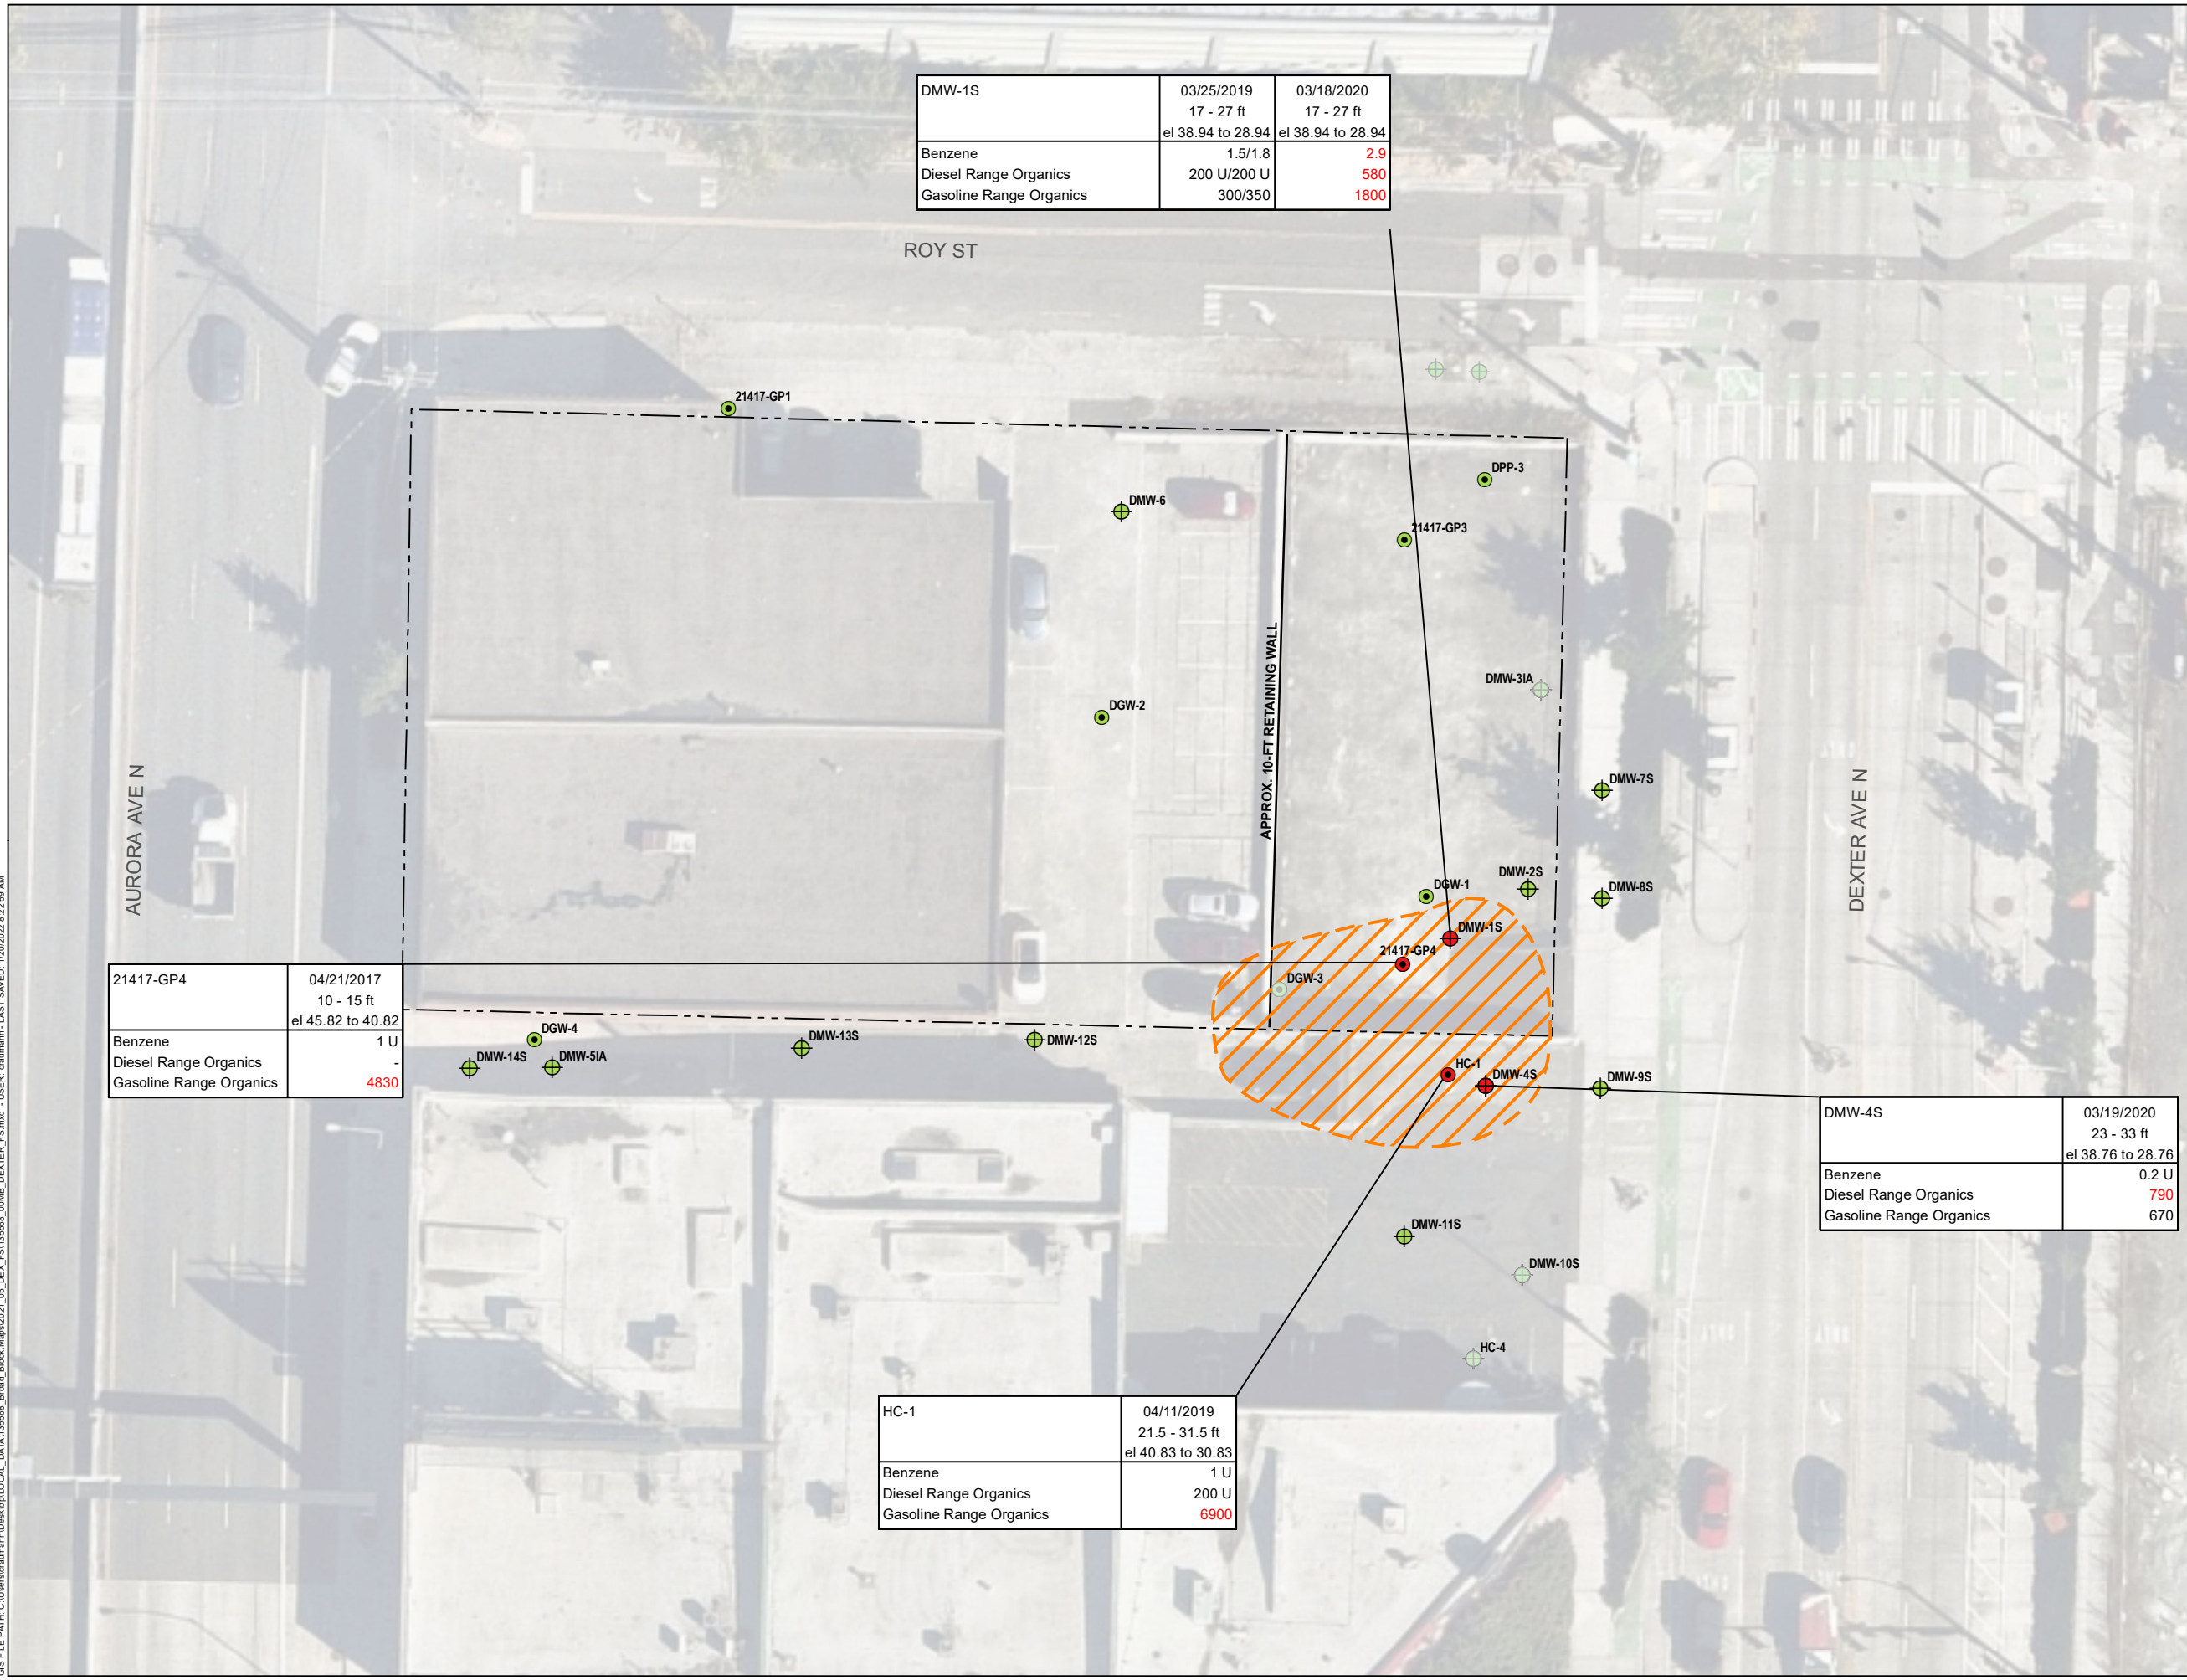 DMW-1S 03/25/2019 03/18/2020
17 - 27 ft 17 - 27 ft
el 38.94 to 28.94 el 38.94 to 28.94
Benzene 1.5/1.8 2.9
Diesel Range Organics 200 U/200 U 580
Gasoline Range Organics 300/350 1800
ROY ST
21417-GP1
DPP-3
DMW-6
21417-GP3
APPROX. 10-FT RETAINING WALL
DMW-3IA
DGW-2
AURORA AVE N
DEXTER AVE N
DMW-7S
DMW-2S
DMW-8S
DGW-1
DMW-1S
21417-GP4
DGW-3
21417-GP4 04/21/2017
10 - 15 ft
el 45.82 to 40.82
Benzene 1 U
Diesel Range Organics -
Gasoline Range Organics 4830
DGW-4
DMW-14S
DMW-5IA
DMW-13S
DMW-12S
HC-1
DMW-4S
DMW-9S
DMW-4S 03/19/2020
23 - 33 ft
el 38.76 to 28.76
Benzene 0.2 U
Diesel Range Organics 790
Gasoline Range Organics 670
DMW-11S
DMW-10S
HC-4
HC-1 04/11/2019
21.5 - 31.5 ft
el 40.83 to 30.83
Benzene 1 U
Diesel Range Organics 200 U
Gasoline Range Organics 6900